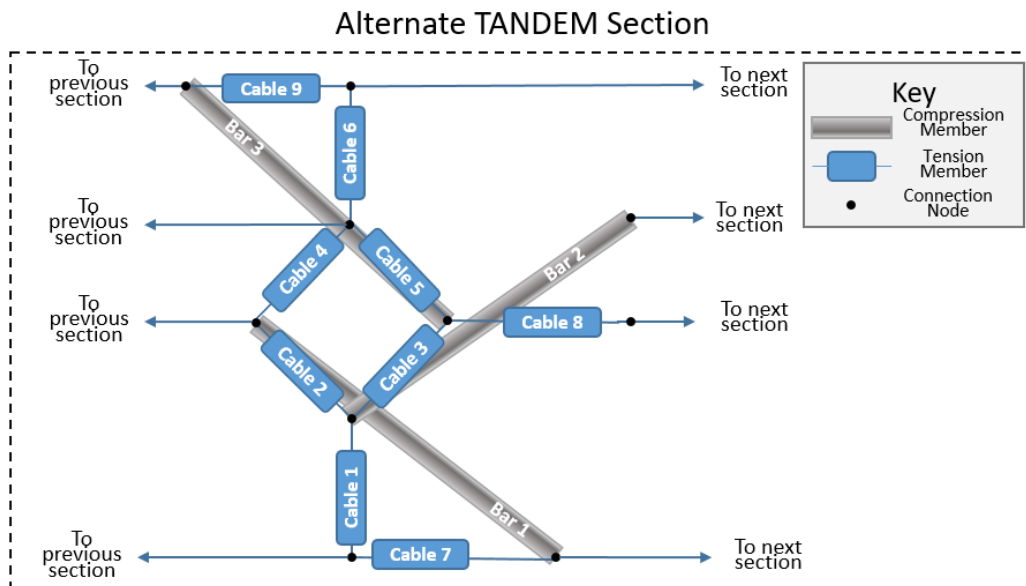 Alternate TANDEM Section
To
previous
section
Cable 9
To next
section
Key
Compression
Member
Tension
Member
Connection
Node
Bar 3
Cable 6
To
previous
section
To next
section
Cable 4
Cable 5
Bar 2
To
previous
section
Cable 8
To next
section
Cable 2
Cable 3
Cable 1
Bar 1
To
previous
section
Cable 7
To next
section